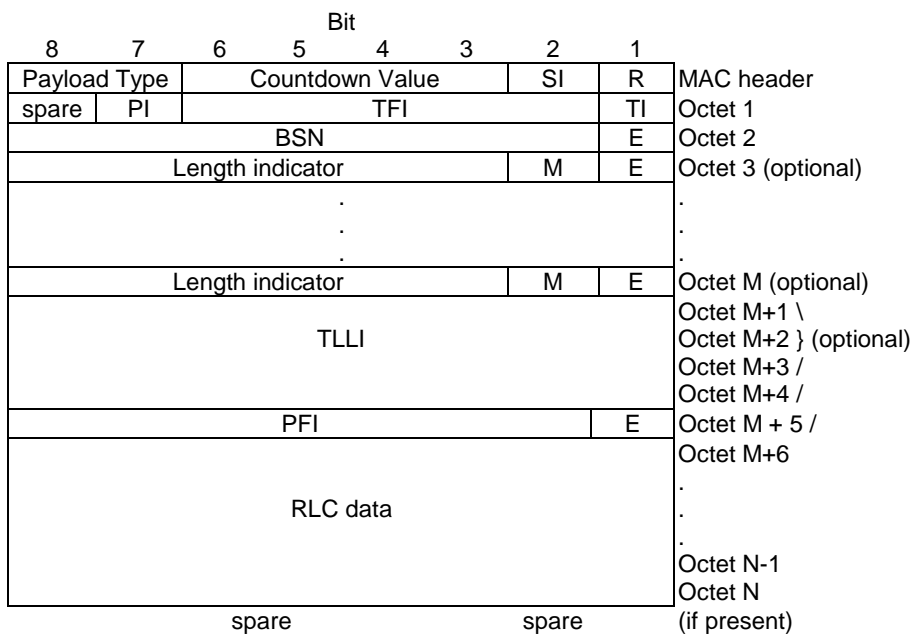 Bit
8 7 6 5 4 3 2 1
Payload Type Countdown Value SI R MAC header
spare PI TFI TI Octet 1
BSN E Octet 2
Length indicator M E Octet 3 (optional)
. .
. .
. .
Length indicator M E Octet M (optional)
Octet M+1 \
TLLI Octet M+2 } (optional)
Octet M+3 /
Octet M+4 /
PFI E Octet M + 5 /
Octet M+6
.
RLC data .
.
Octet N-1
Octet N
spare spare (if present)